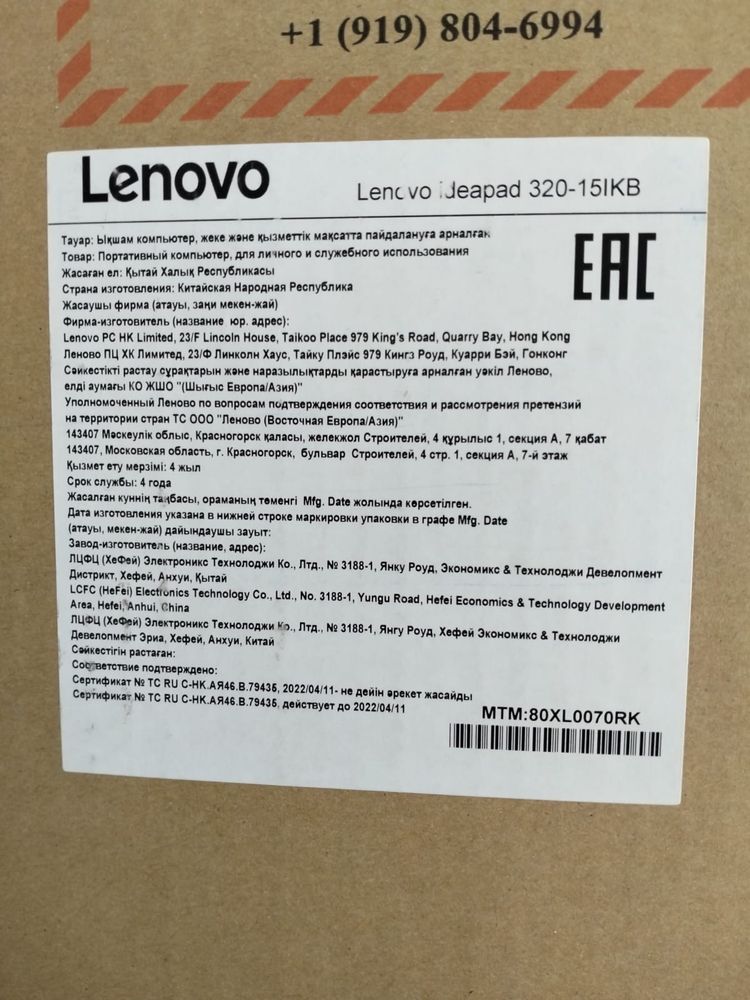 +1 (919) 804-6994
Lenovo
Lenovo ideapad 320-15IKB
EAC
Тауар: Ықшам компьютер, жеке және қызметтік мақсатта пайдалануға арналған
Товар: Портативный компьютер, для личного и служебного использования
Жасаған ел: Қытай Халық Республикасы
Страна изготовления: Китайская Народная Республика
Жасаушы фирма (атауы, заңи мекен-жай)
Фирма-изготовитель (название юр. адрес):
Lenovo PC HK Limited, 23/F Lincoln House, Taikoo Place 979 King's Road, Quarry Bay, Hong Kong
Леново ПЦ ХК Лимитед, 23/Ф Линколн Хаус, Тайку Плэйс 979 Кингз Роуд, Куарри Бэй, Гонконг
Сәйкестікті растау сұрақтарын және наразылықтарды қарастыруға арналған уәкіл Леново,
елді аумағы КО ЖШО "(Шығыс Европа/Азия)"
Уполномоченный Леново по вопросам подтверждения соответствия и рассмотрения претензий
на территории стран ТС ООО "Леново (Восточная Европа/Азия)"
143407 Мәскеулік облыс, Красногорск қаласы, желекжол Строителей, 4 құрылыс 1, секция А, 7 қабат
143407, Московская область, г. Красногорск, бульвар Строителей, 4 стр. 1, секция А, 7-й этаж
Қызмет ету мерзімі: 4 жыл
Срок службы: 4 года
Жасалған куннің таңбасы, ораманың төменгі Mfg. Date жолында көрсетілген.
Дата изготовления указана в нижней строке маркировки упаковки в графе Mfg. Date
(атауы, мекен-жай) дайындаушы зауыт:
Завод-изготовитель (название, адрес):
ЛЦФЦ (ХеФей) Электроникс Технолоджи Ко., Лтд., № 3188-1, Янку Роуд, Экономикс & Технолоджи Девелопмент
Дистрикт, Хефей, Анхуи, Қытай
LCFC (HeFei) Electronics Technology Co., Ltd., No. 3188-1, Yungu Road, Hefei Economics & Technology Development
Area, Hefei, Anhui, China
ЛЦФЦ (ХеФей) Электроникс Технолоджи Ко., Лтд., № 3188-1, Янгу Роуд, Хефей Экономикс & Технолоджи
Девелопмент Эриа, Хефей, Анхуи, Китай
Сәйкестігін растаған:
Соответствие подтверждено:
Сертификат № ТС RU C-HK.АЯ46.В.79435, 2022/04/11- не дейін әрекет жасайды
Сертификат № ТС RU C-HK.АЯ46.В.79435, действует до 2022/04/11
MTM:80XL0070RK